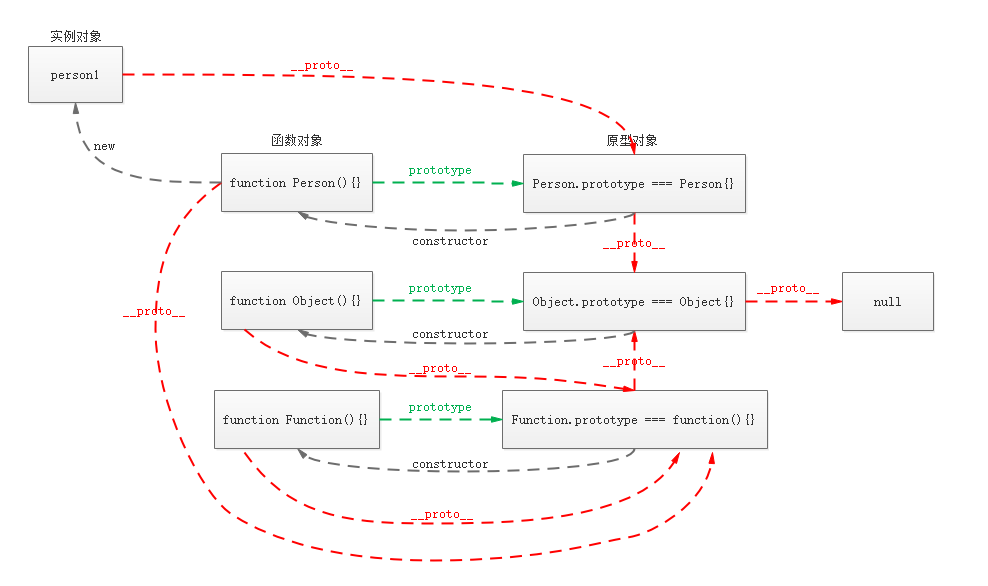 实例对象
person1
__proto__
new
函数对象
原型对象
function Person(){}
prototype
Person.prototype === Person{}
constructor
__proto__
function Object(){}
prototype
Object.prototype === Object{}
__proto__
null
__proto__
constructor
__proto__
__proto__
function Function(){}
prototype
Function.prototype === function(){}
constructor
__proto__